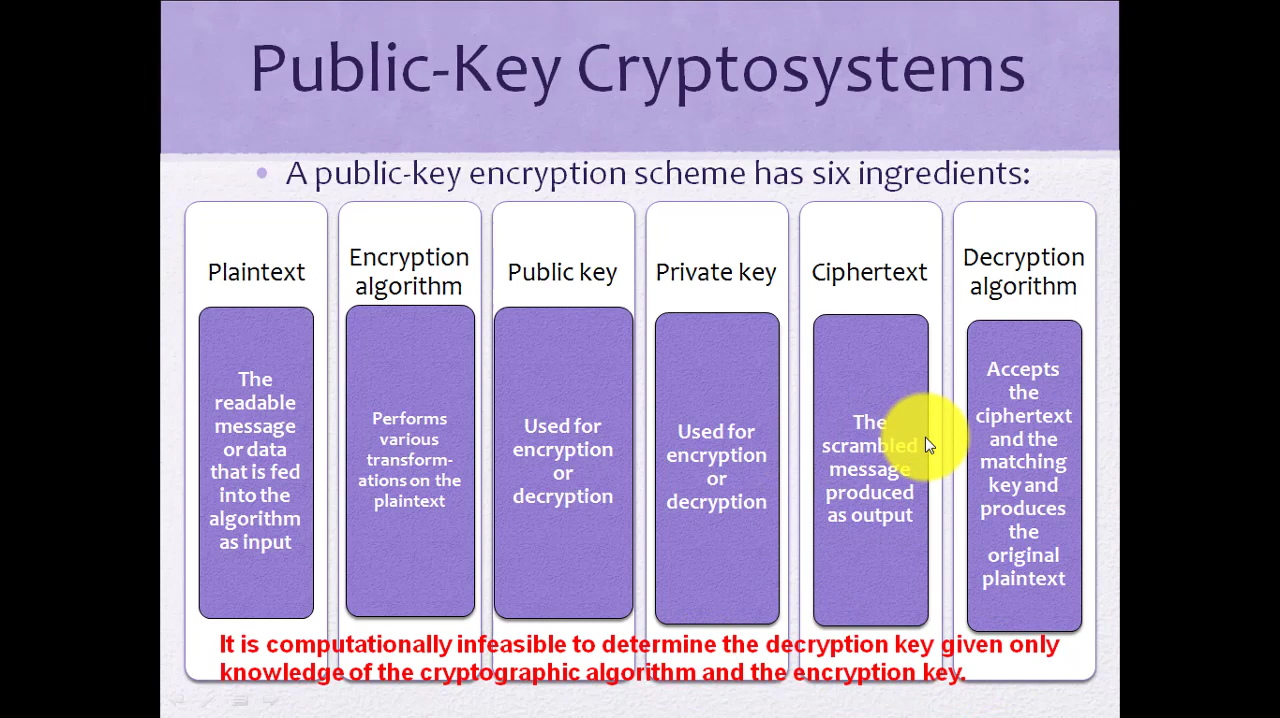 Public-Key Cryptosystems
• A public-key encryption scheme has six ingredients:
Plaintext
The
readable
message
or data
that is fed
into the
algorithm
as input
Encryption
algorithm
Performs
various
transform-
ations on the
plaintext
Public key
Used for
encryption
or
decryption
Private key
Used for
encryption
or
decryption
Ciphertext
The
scrambled
message
produced
as output
Decryption
algorithm
Accepts
the
ciphertext
and the
matching
key and
produces
the
original
plaintext
It is computationally infeasible to determine the decryption key given only
knowledge of the cryptographic algorithm and the encryption key.